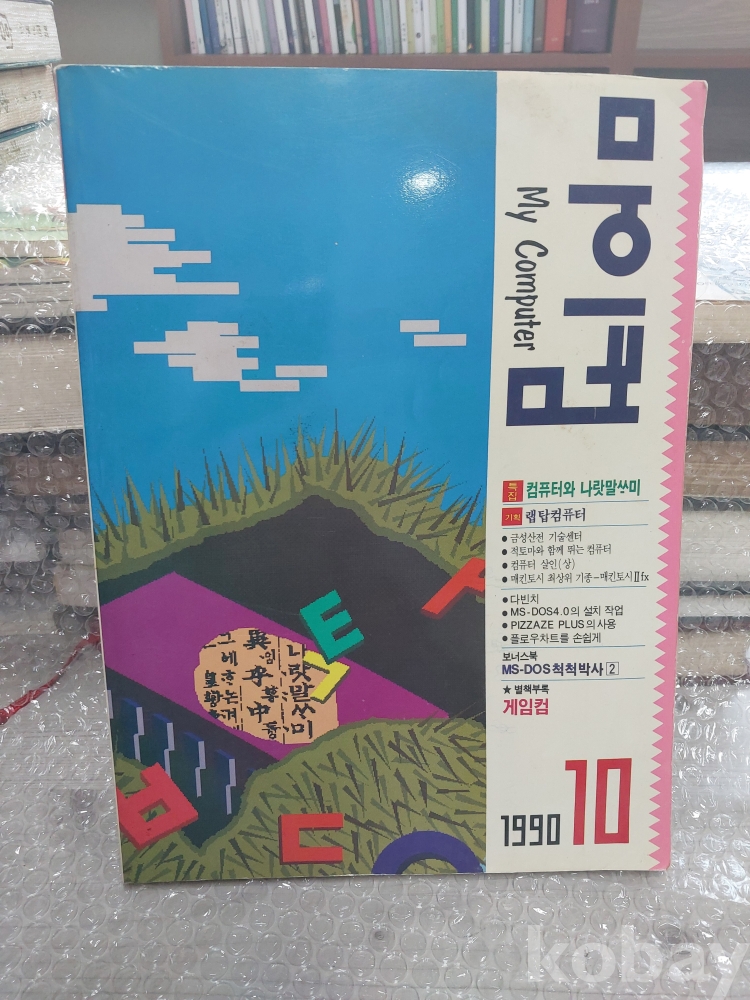 마이컴
My Computer
특집 컴퓨터와 나랏말ᄊᆞ미
기획 랩탑컴퓨터
● 금성산전 기술센터
● 적토마와 함께 뛰는 컴퓨터
● 컴퓨터 살인(상)
● 매킨토시 최상위 기종-매킨토시Ⅱfx
● 다빈치
● MS-DOS4.0의 설치 작업
● PIZZAZE PLUS의 사용
● 플로우차트를 손쉽게
보너스북
MS-DOS 척척박사 2
★ 별책부록
게임컴
1990 10
나랏말ᄊᆞ미
ㅌ
ㄱ
ㅂ
ㄷ
kobay